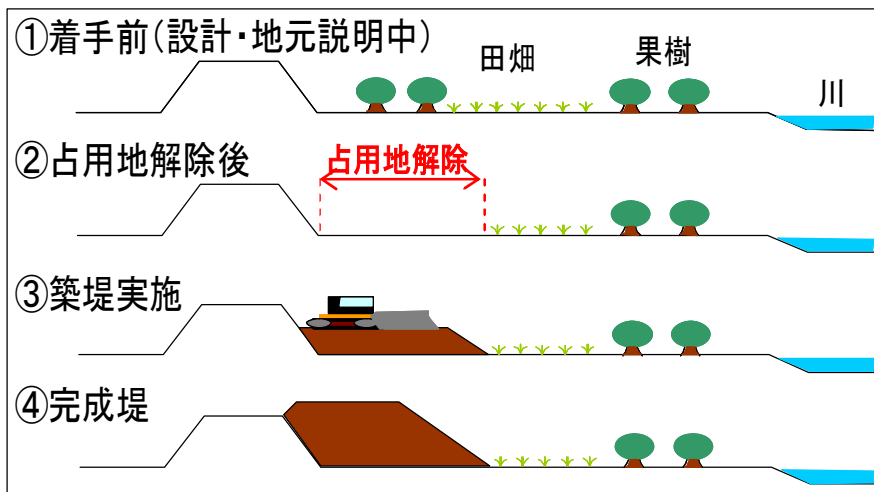 ①着手前(設計・地元説明中)
田畑
果樹
川
②占用地解除後
占用地解除
③築堤実施
④完成堤